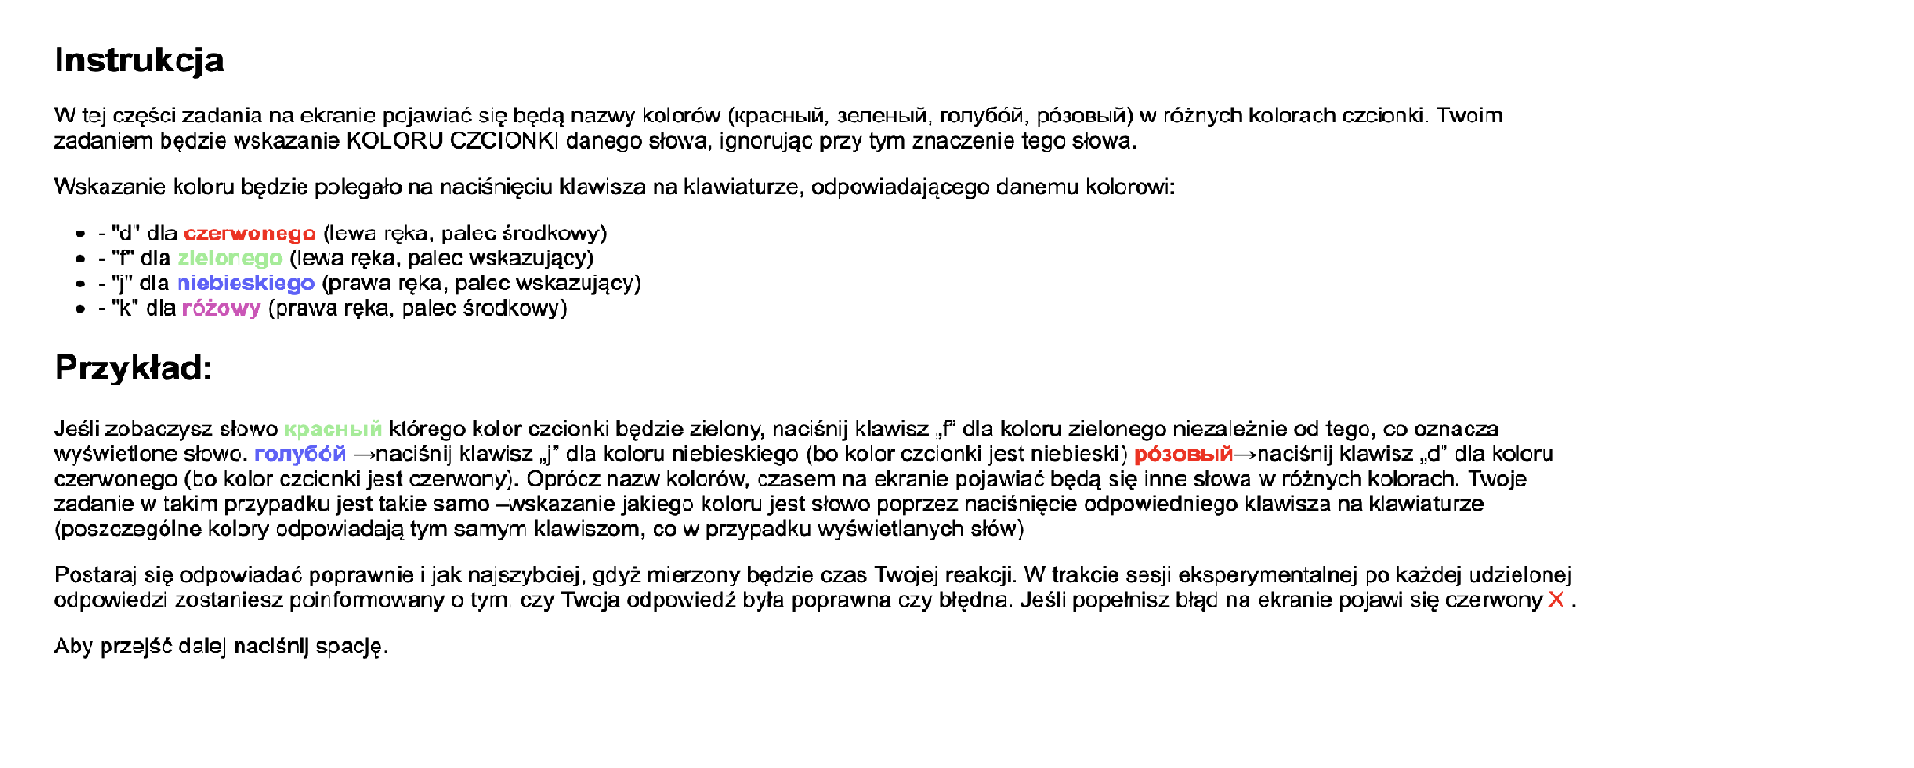 Instrukcja
W tej części zadania na ekranie pojawiać się będą nazwy kolorów (красный, зеленый, голубо́й, ро́зовый) w różnych kolorach czcionki. Twoim
zadaniem będzie wskazanie KOLORU CZCIONKI danego słowa, ignorując przy tym znaczenie tego słowa.
Wskazanie koloru będzie polegało na naciśnięciu klawisza na klawiaturze, odpowiadającego danemu kolorowi:
• - "d" dla czerwonego (lewa ręka, palec środkowy)
• - "f" dla zielonego (lewa ręka, palec wskazujący)
• - "j" dla niebieskiego (prawa ręka, palec wskazujący)
• - "k" dla różowy (prawa ręka, palec środkowy)
Przykład:
Jeśli zobaczysz słowo красный którego kolor czcionki będzie zielony, naciśnij klawisz „f” dla koloru zielonego niezależnie od tego, co oznacza
wyświetlone słowo. голубо́й →naciśnij klawisz „j” dla koloru niebieskiego (bo kolor czcionki jest niebieski) ро́зовый→naciśnij klawisz „d” dla koloru
czerwonego (bo kolor czcionki jest czerwony). Oprócz nazw kolorów, czasem na ekranie pojawiać będą się inne słowa w różnych kolorach. Twoje
zadanie w takim przypadku jest takie samo –wskazanie jakiego koloru jest słowo poprzez naciśnięcie odpowiedniego klawisza na klawiaturze
(poszczególne kolory odpowiadają tym samym klawiszom, co w przypadku wyświetlanych słów)
Postaraj się odpowiadać poprawnie i jak najszybciej, gdyż mierzony będzie czas Twojej reakcji. W trakcie sesji eksperymentalnej po każdej udzielonej
odpowiedzi zostaniesz poinformowany o tym, czy Twoja odpowiedź była poprawna czy błędna. Jeśli popełnisz błąd na ekranie pojawi się czerwony X .
Aby przejść dalej naciśnij spację.